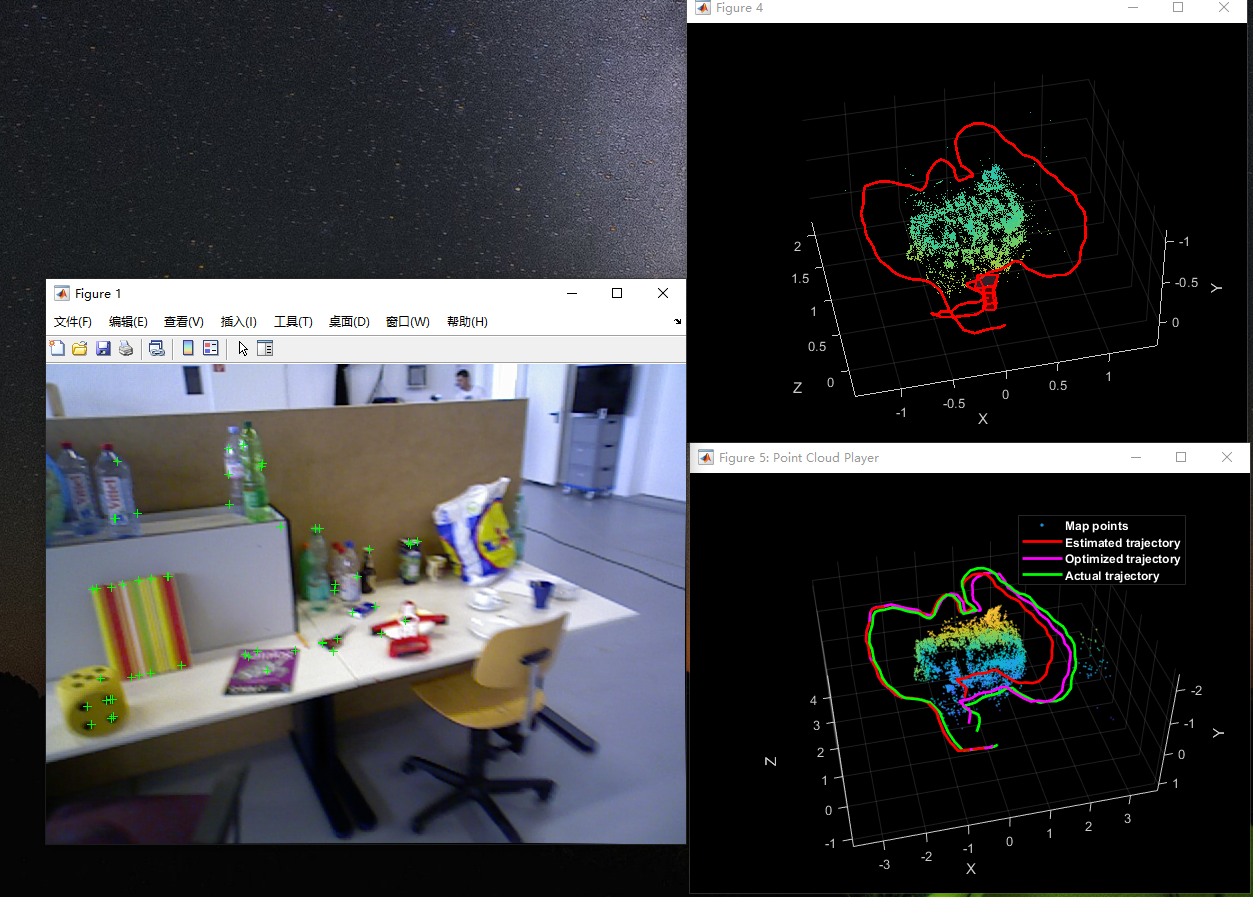 Figure 4
2
1.5
1
0.5
0
Z
-1
-0.5
0
0.5
1
X
-1
-0.5
0
Y
Figure 1
文件(F) 编辑(E) 查看(V) 插入(I) 工具(T) 桌面(D) 窗口(W) 帮助(H)
Vittel
Vittel
Figure 5: Point Cloud Player
Map points
Estimated trajectory
Optimized trajectory
Actual trajectory
4
3
2
1
0
-1
Z
-3
-2
-1
0
1
2
3
X
-2
-1
0
1
Y